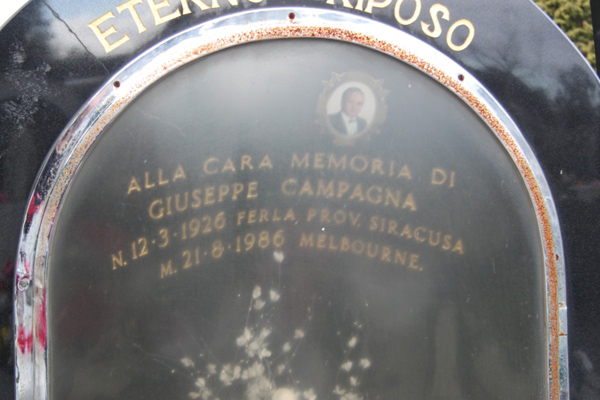 ETERNO RIPOSO
ALLA CARA MEMORIA DI
GIUSEPPE CAMPAGNA
N. 12·3·1926 FERLA, PROV. SIRACUSA
M. 21·8·1986 MELBOURNE.